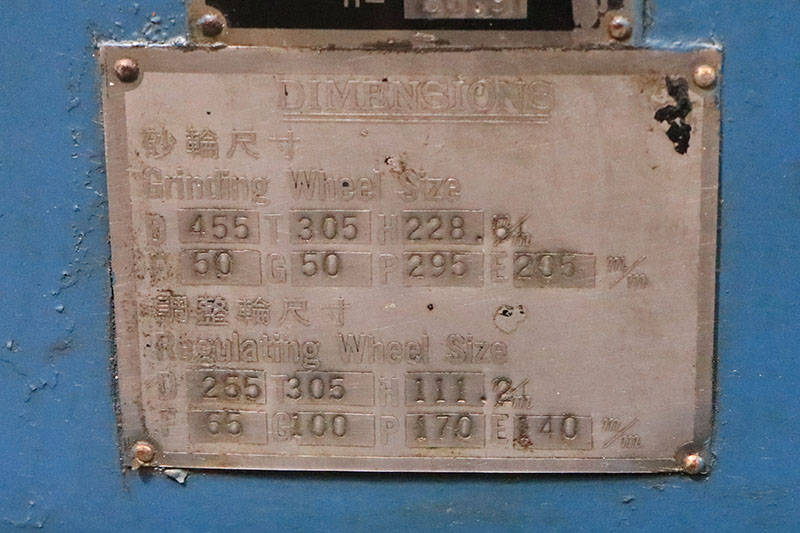 DIMENSIONS
砂輪尺寸
Grinding Wheel Size
D 455 T 305 H 228.6 m/m
F 50 G 50 P 295 E 205 m/m
調整輪尺寸
Regulating Wheel Size
D 255 T 305 H 111.2 m/m
F 65 G 100 P 170 E 140 m/m